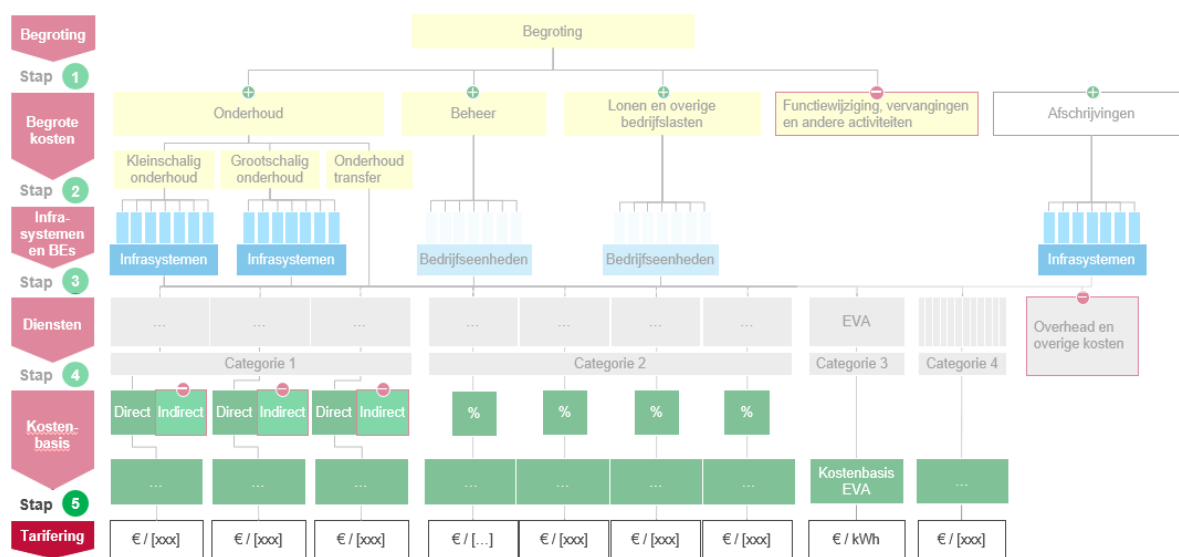 Begroting
Begroting
Stap 1
+ + + − +
Begrote
kosten
Onderhoud
Beheer
Lonen en overige
bedrijfslasten
Functiewijziging, vervangingen
en andere activiteiten
Afschrijvingen
Kleinschalig
onderhoud
Grootschalig
onderhoud
Onderhoud
transfer
Stap 2
Infra-
systemen
en BEs
Infrasystemen
Infrasystemen
Bedrijfseenheden
Bedrijfseenheden
Infrasystemen
Stap 3
−
Diensten
... ... ... ... ... ... ... EVA
Overhead en
overige kosten
Categorie 1
Categorie 2
Categorie 3
Categorie 4
Stap 4
− − −
Kosten-
basis
Direct Indirect Direct Indirect Direct Indirect % % % %
... ... ... ... ... ... ... Kostenbasis
EVA
...
Stap 5
Tarifering
€ / [xxx] € / [xxx] € / [xxx] € / [...] € / [xxx] € / [xxx] € / [xxx] € / kWh € / [xxx]